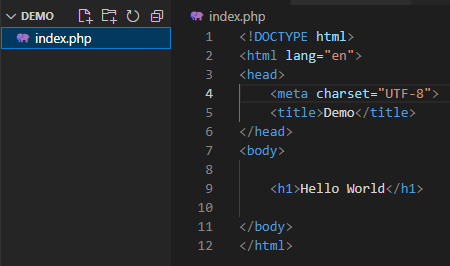 DEMO
index.php
index.php
1 <!DOCTYPE html>
2 <html lang="en">
3 <head>
4     <meta charset="UTF-8">
5     <title>Demo</title>
6 </head>
7 <body>
8
9     <h1>Hello World</h1>
10
11 </body>
12 </html>